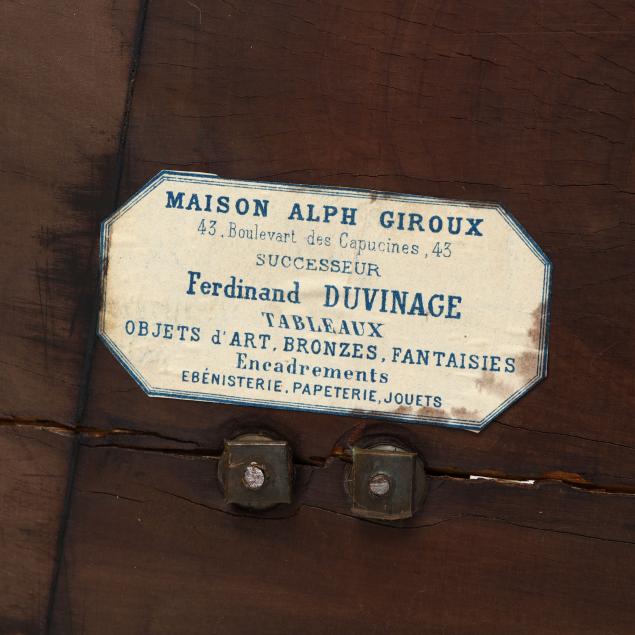 MAISON ALPH GIROUX
43, Boulevart des Capucines, 43
SUCCESSEUR
Ferdinand DUVINAGE
TABLEAUX
OBJETS d'ART, BRONZES, FANTAISIES
Encadrements
EBÉNISTERIE, PAPETERIE, JOUETS